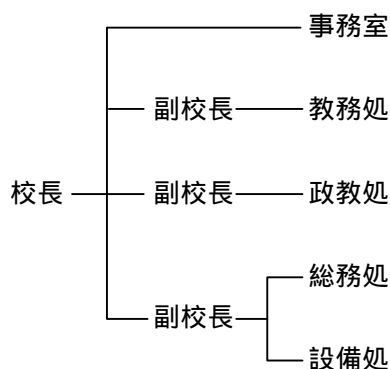 事務室
副校長 教務処
校長 副校長 政教処
総務処
副校長
設備処